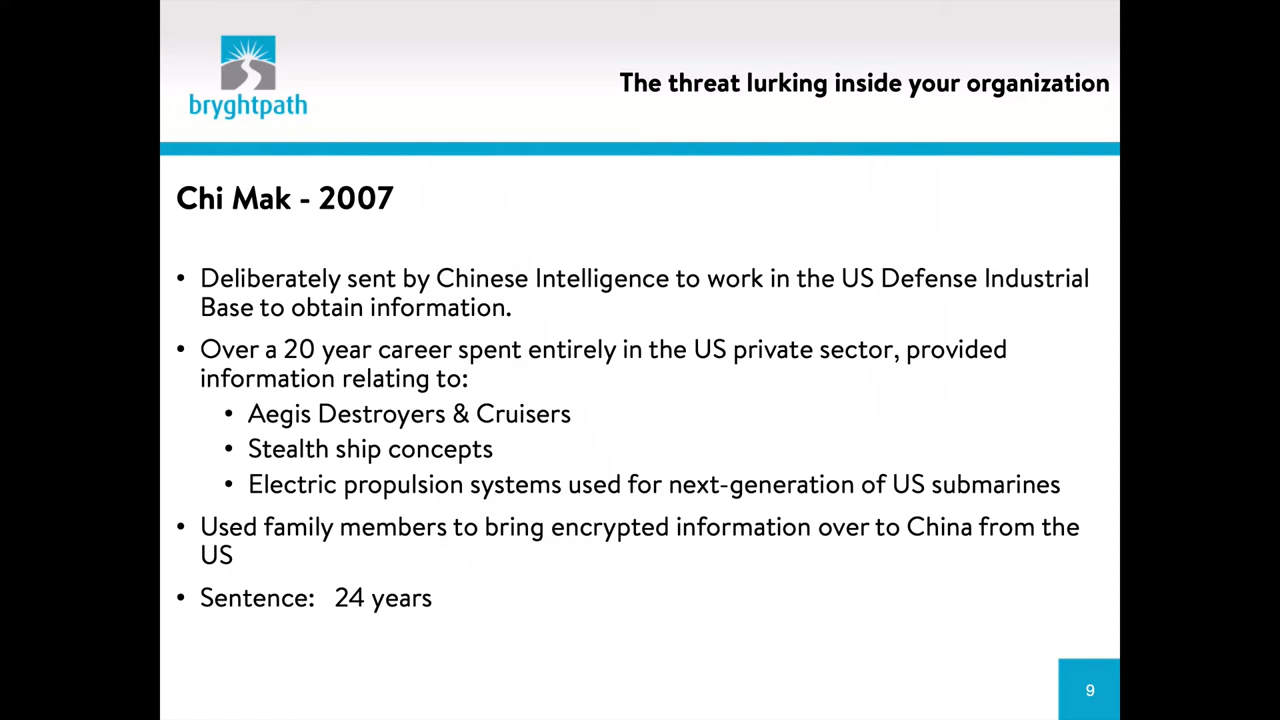 bryghtpath
The threat lurking inside your organization
Chi Mak - 2007
• Deliberately sent by Chinese Intelligence to work in the US Defense Industrial
Base to obtain information.
• Over a 20 year career spent entirely in the US private sector, provided
information relating to:
• Aegis Destroyers & Cruisers
• Stealth ship concepts
• Electric propulsion systems used for next-generation of US submarines
• Used family members to bring encrypted information over to China from the
US
• Sentence: 24 years
9